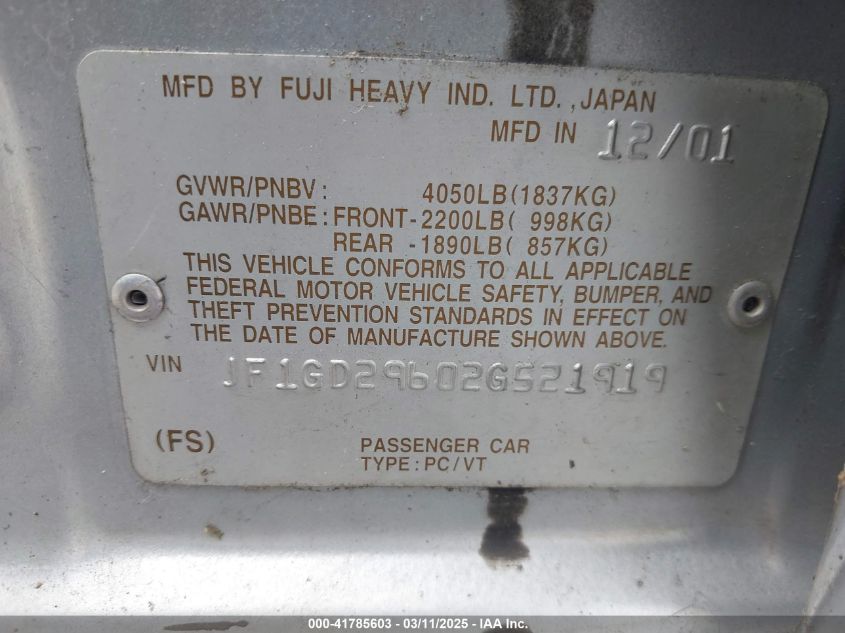 MFD BY FUJI HEAVY IND. LTD., JAPAN
MFD IN 12/01
GVWR/PNBV: 4050LB(1837KG)
GAWR/PNBE: FRONT-2200LB( 998KG)
REAR -1890LB( 857KG)
THIS VEHICLE CONFORMS TO ALL APPLICABLE
FEDERAL MOTOR VEHICLE SAFETY, BUMPER, AND
THEFT PREVENTION STANDARDS IN EFFECT ON
THE DATE OF MANUFACTURE SHOWN ABOVE.
VIN JF1GD29602G521919
(FS) PASSENGER CAR
TYPE: PC/VT
000-41785603 - 03/11/2025 - IAA Inc.